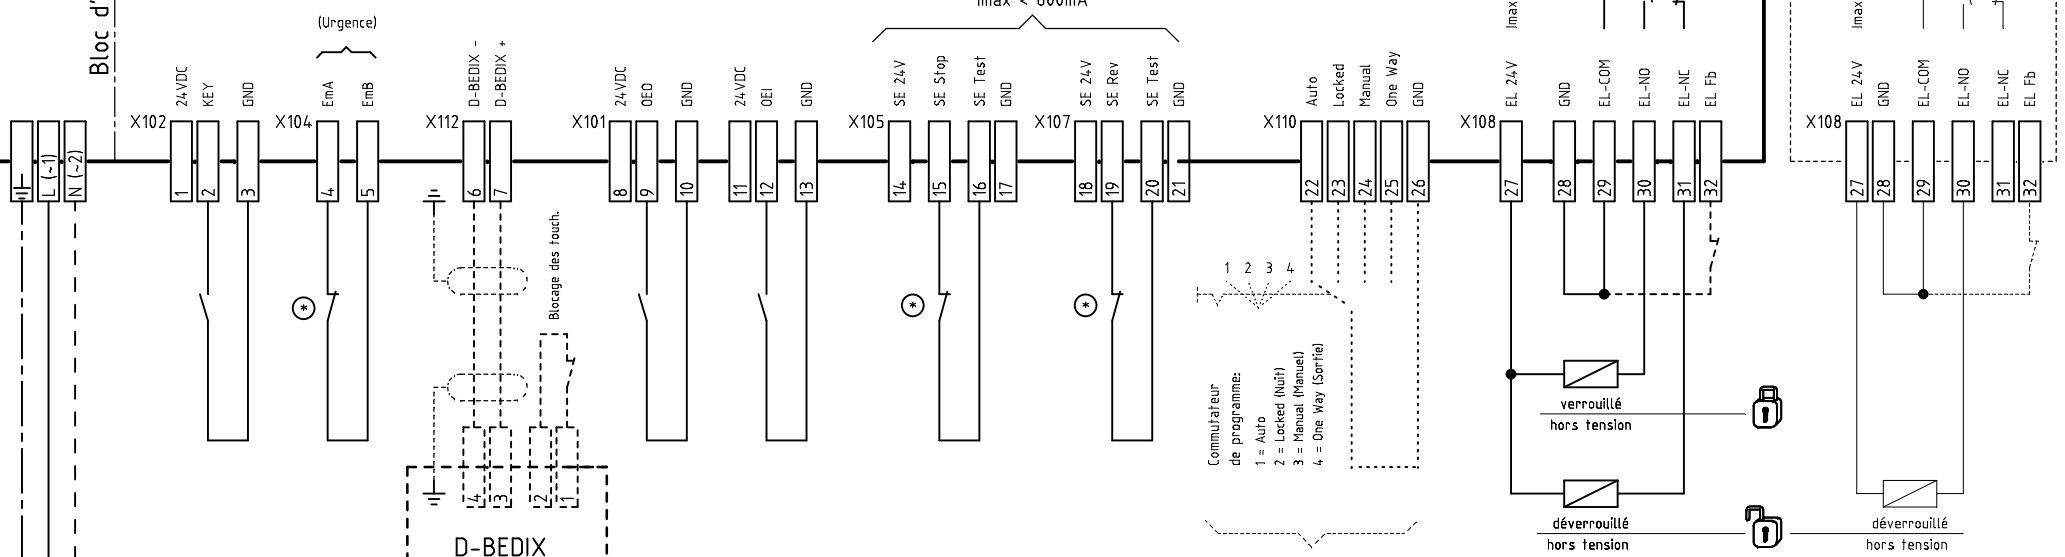 Imax < 600mA
(Urgence)
Bloc d'
24VDC
KEY
GND
EmA
EmB
D-BEDIX -
D-BEDIX +
24VDC
OEO
GND
24VDC
OEI
GND
SE 24V
SE Stop
SE Test
GND
SE 24V
SE Rev
SE Test
GND
Auto
Locked
Manual
One Way
GND
Imax
EL 24V
GND
EL-COM
EL-NO
EL-NC
EL Fb
Imax
EL 24V
GND
EL-COM
EL-NO
EL-NC
EL Fb
X102
X104
X112
X101
X105
X107
X110
X108
X108
L (~1)
N (~2)
1
2
3
4
5
6
7
8
9
10
11
12
13
14
15
16
17
18
19
20
21
22
23
24
25
26
27
28
29
30
31
32
27
28
29
30
31
32
Blocage des touch.
1 2 3 4
*
*
*
Commutateur
de programme:
1 = Auto
2 = Locked (Nuit)
3 = Manual (Manuel)
4 = One Way (Sortie)
verrouillé
hors tension
4
3
2
1
D-BEDIX
déverrouillé
hors tension
déverrouillé
hors tension